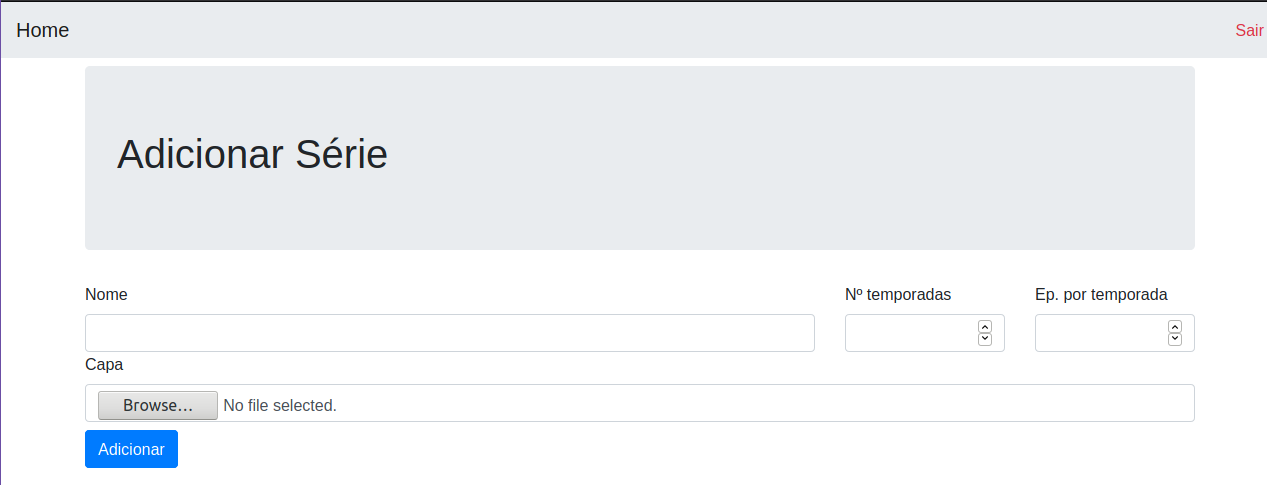 Home Sair
Adicionar Série
Nome Nº temporadas Ep. por temporada
Capa
Browse... No file selected.
Adicionar